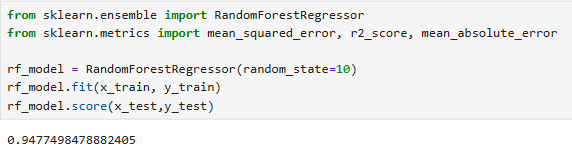 from sklearn.ensemble import RandomForestRegressor
from sklearn.metrics import mean_squared_error, r2_score, mean_absolute_error
rf_model = RandomForestRegressor(random_state=10)
rf_model.fit(x_train, y_train)
rf_model.score(x_test,y_test)
0.9477498478882405